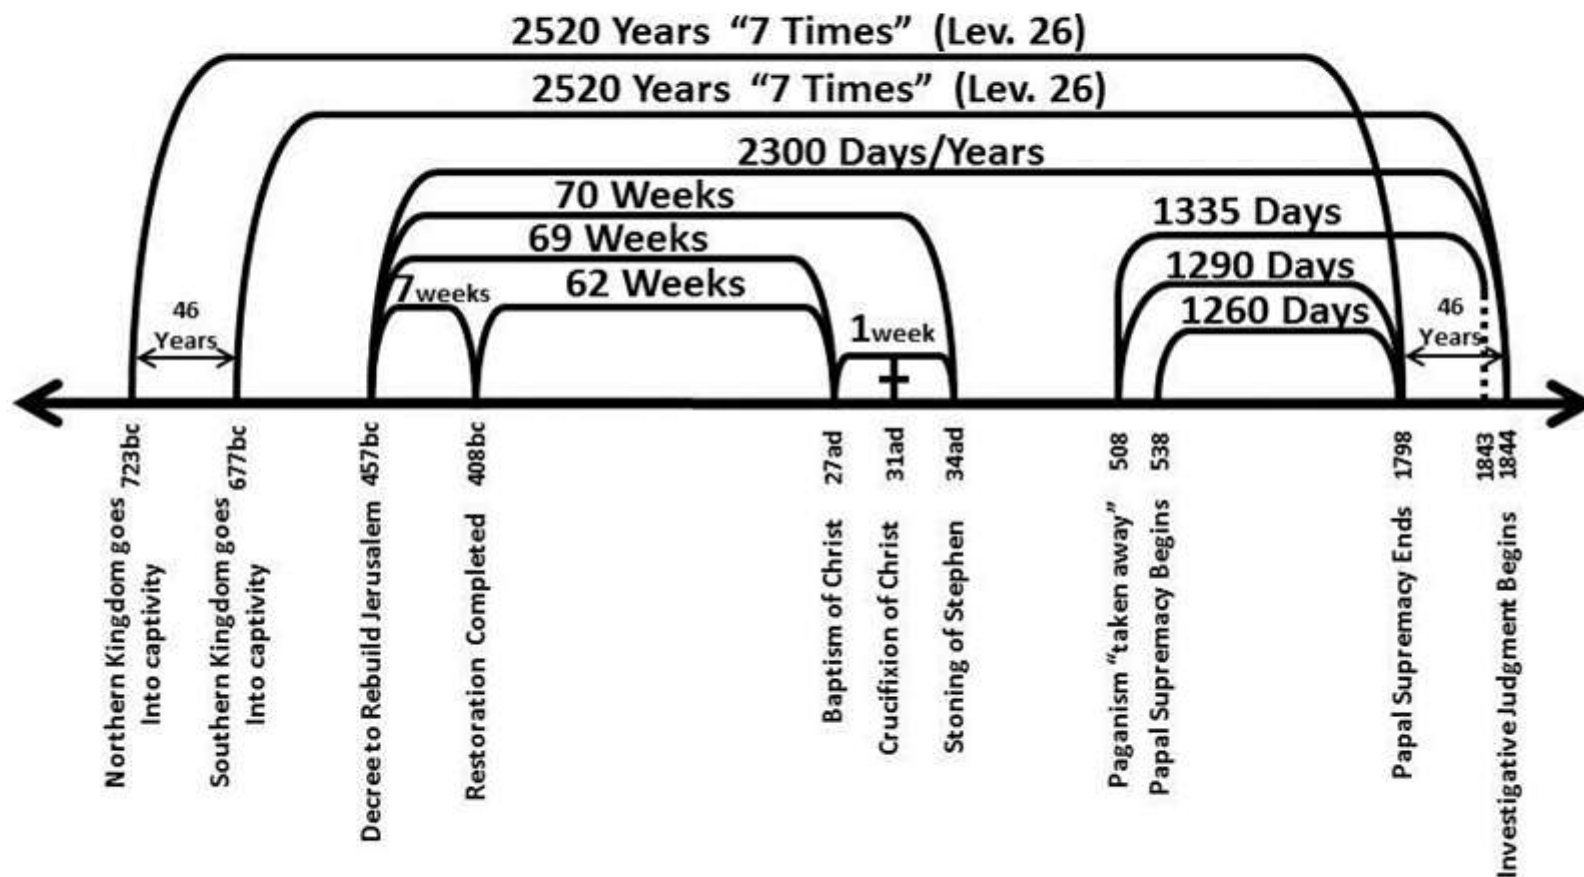 2520 Years “7 Times” (Lev. 26)
2520 Years “7 Times” (Lev. 26)
2300 Days/Years
70 Weeks
1335 Days
69 Weeks
1290 Days
7 weeks
62 Weeks
1260 Days
46
Years
1 week
46
Years
723bc
677bc
457bc
408bc
27ad
31ad
34ad
508
538
1798
1843
1844
Northern Kingdom goes
Into captivity
Southern Kingdom goes
Into captivity
Decree to Rebuild Jerusalem
Restoration Completed
Baptism of Christ
Crucifixion of Christ
Stoning of Stephen
Paganism “taken away”
Papal Supremacy Begins
Papal Supremacy Ends
Investigative Judgment Begins